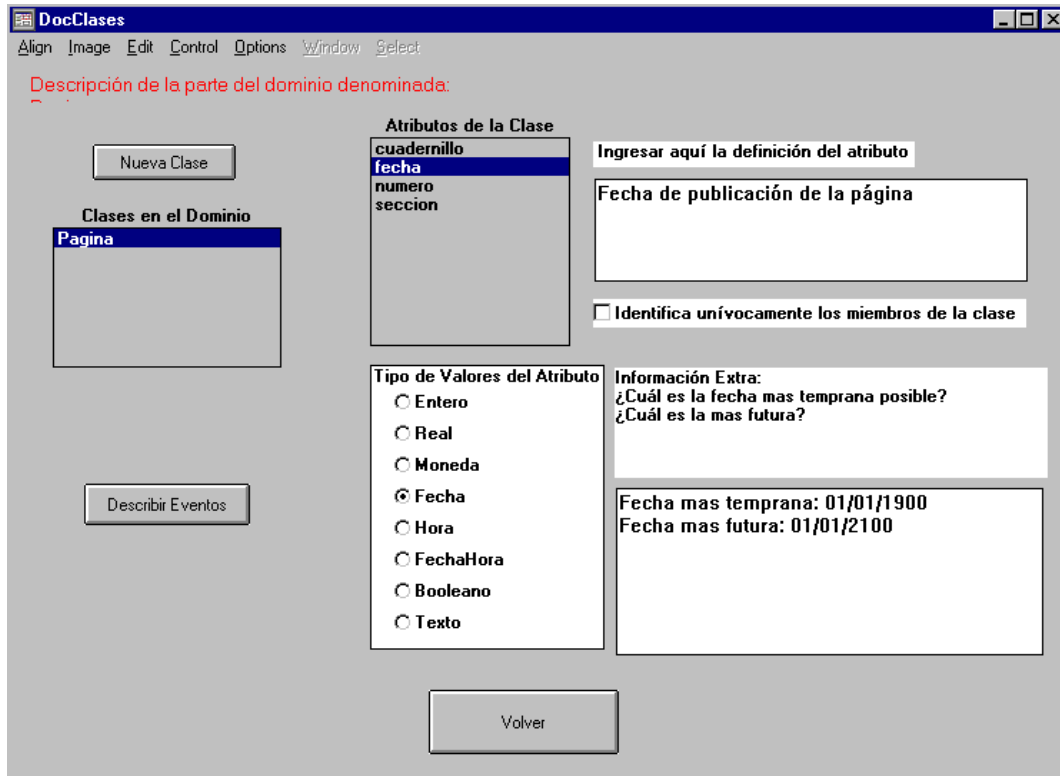 DocClases
Align Image Edit Control Options Window Select
Descripción de la parte del dominio denominada:
Nueva Clase
Clases en el Dominio
Pagina
Describir Eventos
Atributos de la Clase
cuadernillo
fecha
numero
seccion
Ingresar aquí la definición del atributo
Fecha de publicación de la página
Identifica unívocamente los miembros de la clase
Tipo de Valores del Atributo
Entero
Real
Moneda
Fecha
Hora
FechaHora
Booleano
Texto
Información Extra:
¿Cuál es la fecha mas temprana posible?
¿Cuál es la mas futura?
Fecha mas temprana: 01/01/1900
Fecha mas futura: 01/01/2100
Volver